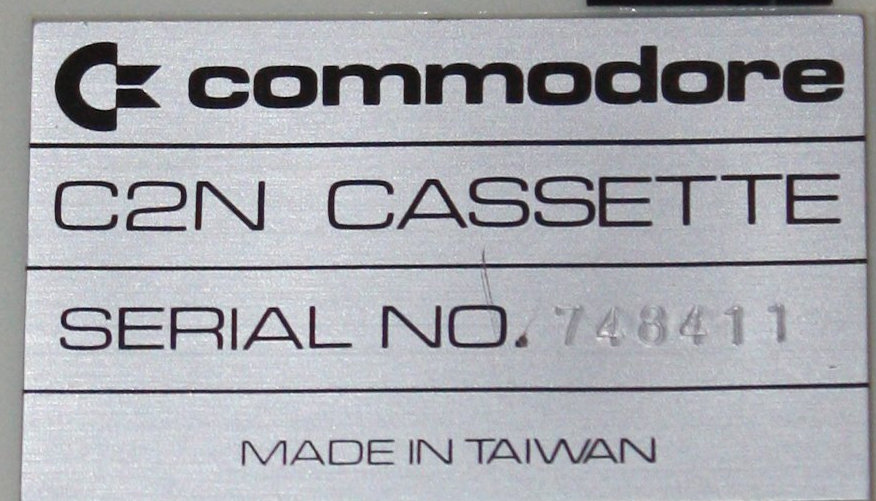 commodore
C2N CASSETTE
SERIAL NO. 748411
MADE IN TAIWAN